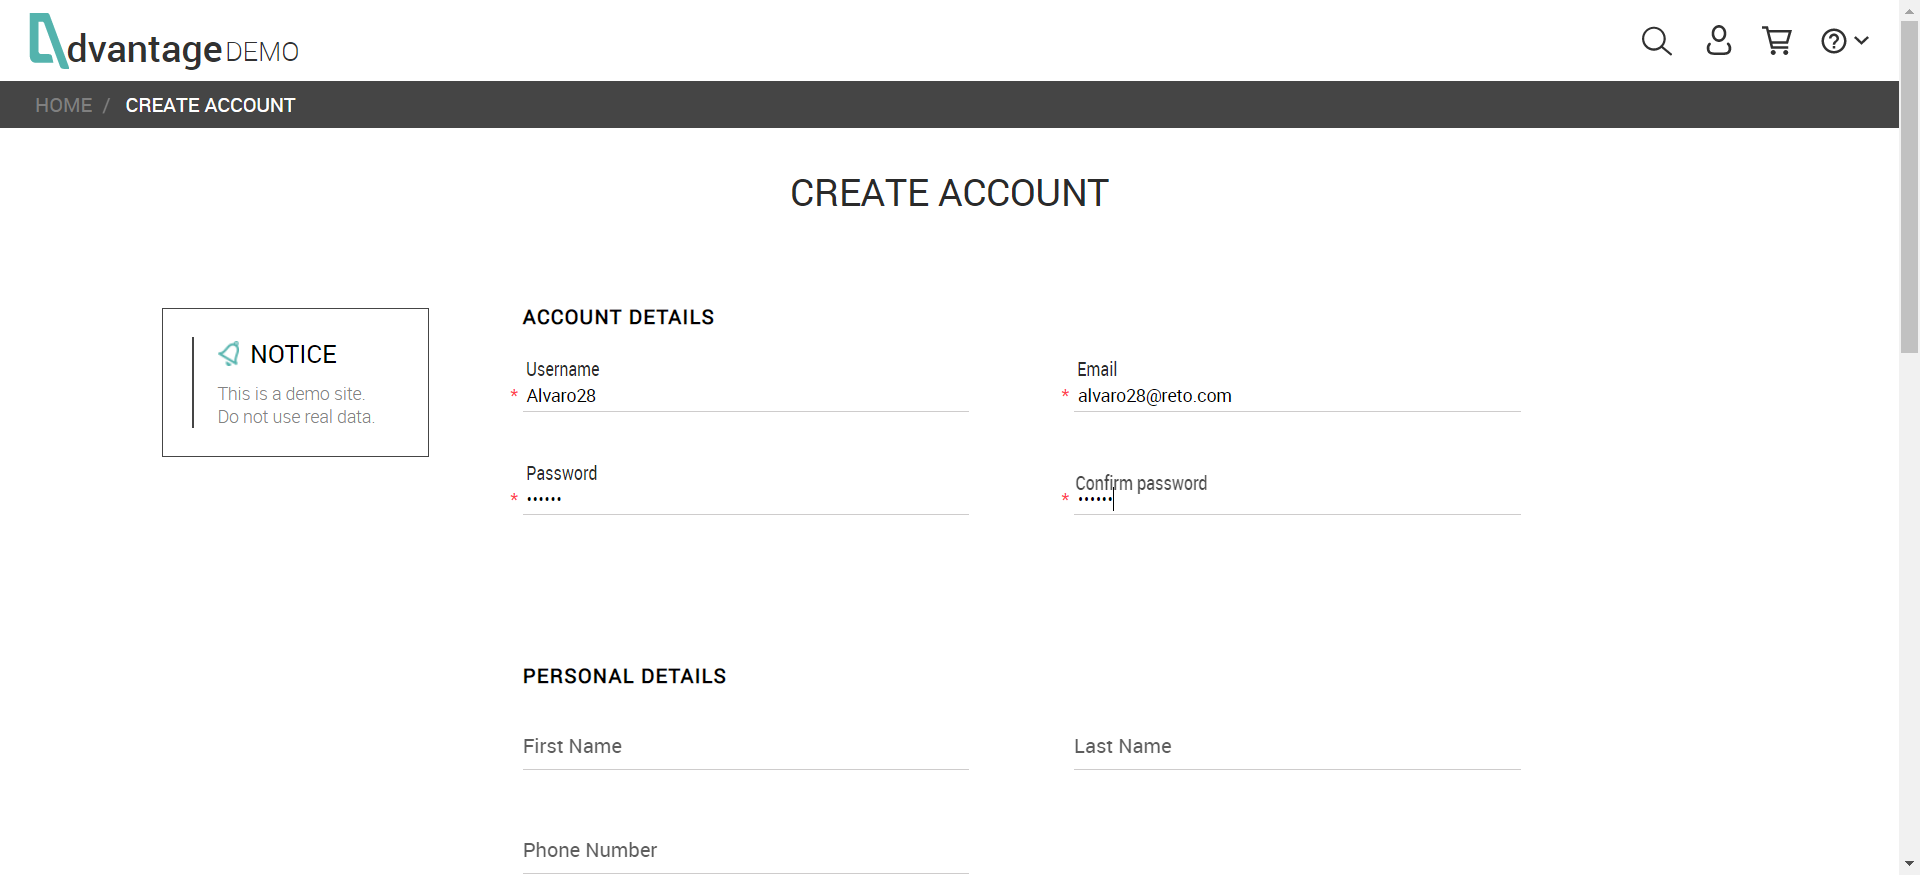 dvantage DEMO
HOME / CREATE ACCOUNT
CREATE ACCOUNT
NOTICE
This is a demo site.
Do not use real data.
ACCOUNT DETAILS
Username
* Alvaro28
Email
* alvaro28@reto.com
Password
* ••••••
Confirm password
* ••••••
PERSONAL DETAILS
First Name
Last Name
Phone Number